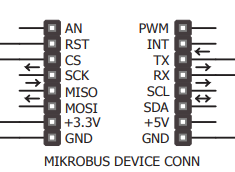 AN PWM
RST INT
CS TX
SCK RX
MISO SCL
MOSI SDA
+3.3V +5V
GND GND
MIKROBUS DEVICE CONN